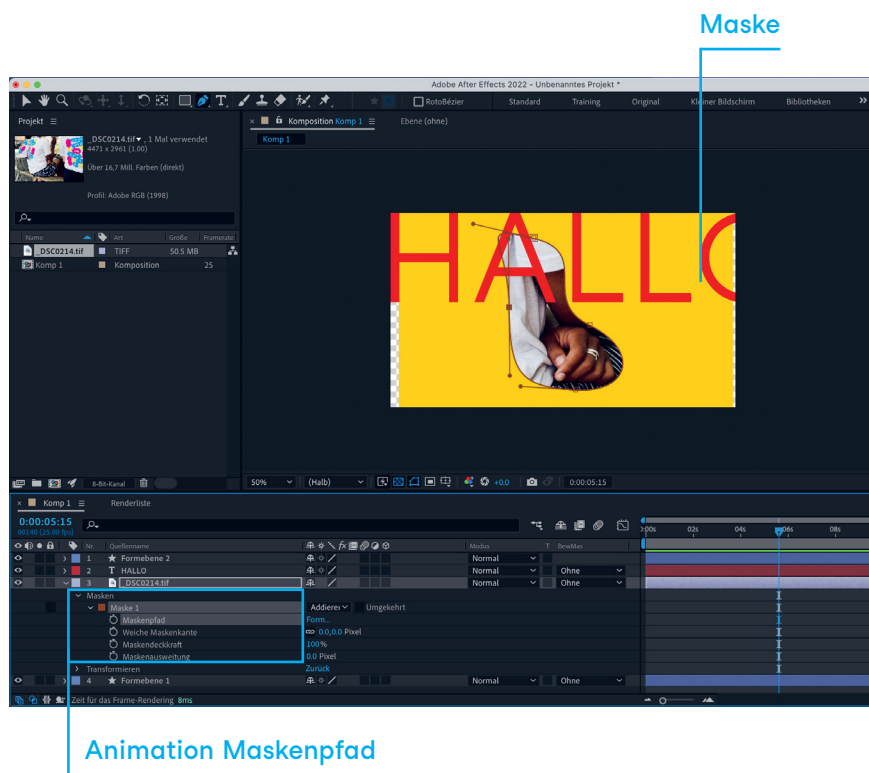 Maske
Adobe After Effects 2022 – Unbenanntes Projekt *
T
RotoBézier Standard Training Original Kleiner Bildschirm Bibliotheken »
Projekt
_DSC0214.tif , 1 Mal verwendet
4471 x 2961 (1.00)
Über 16,7 Mill. Farben (direkt)
Profil: Adobe RGB (1998)
× Komposition Komp 1 Ebene (ohne)
Komp 1
Name Art Größe Framerate
_DSC0214.tif TIFF 50.5 MB
Komp 1 Komposition 25
HALLO
8-Bit-Kanal
50% (Halb) +0.0 0:00:05:15
× Komp 1 Renderliste
0:00:05:15
00140 (25.00 fps)
02s 04s 06s 08s
Nr. Quellenname fx Modus T BewMas
1 Formebene 2 Normal
2 T HALLO Normal Ohne
3 _DSC0214.tif Normal Ohne
Masken
Maske 1 Addieren Umgekehrt
Maskenpfad Form...
Weiche Maskenkante 0.0,0.0 Pixel
Maskendeckkraft 100%
Maskenausweitung 0.0 Pixel
Transformieren Zurück
4 Formebene 1 Normal Ohne
Zeit für das Frame-Rendering 8ms
Animation Maskenpfad